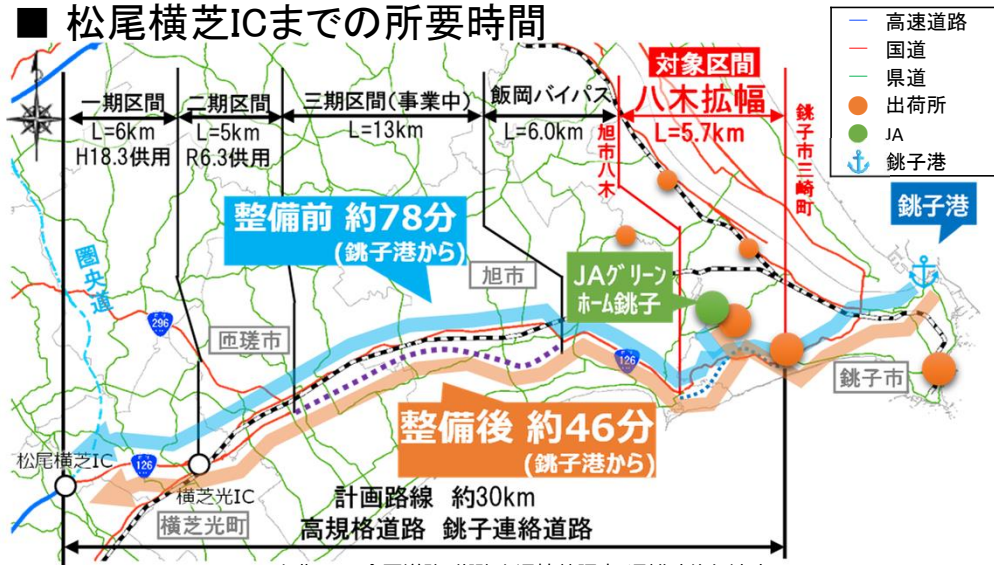 ■ 松尾横芝ICまでの所要時間
高速道路
国道
県道
出荷所
JA
銚子港
一期区間
L=6km
H18.3供用
二期区間
L=5km
R6.3供用
三期区間(事業中)
L=13km
飯岡バイパス
L=6.0km
対象区間
八木拡幅
L=5.7km
旭市八木
銚子市三崎町
銚子港
整備前 約78分
(銚子港から)
旭市
JAグリーン
ホーム銚子
圏央道
296
匝瑳市
126
銚子市
整備後 約46分
(銚子港から)
松尾横芝IC
126
横芝光IC
横芝光町
計画路線 約30km
高規格道路 銚子連絡道路